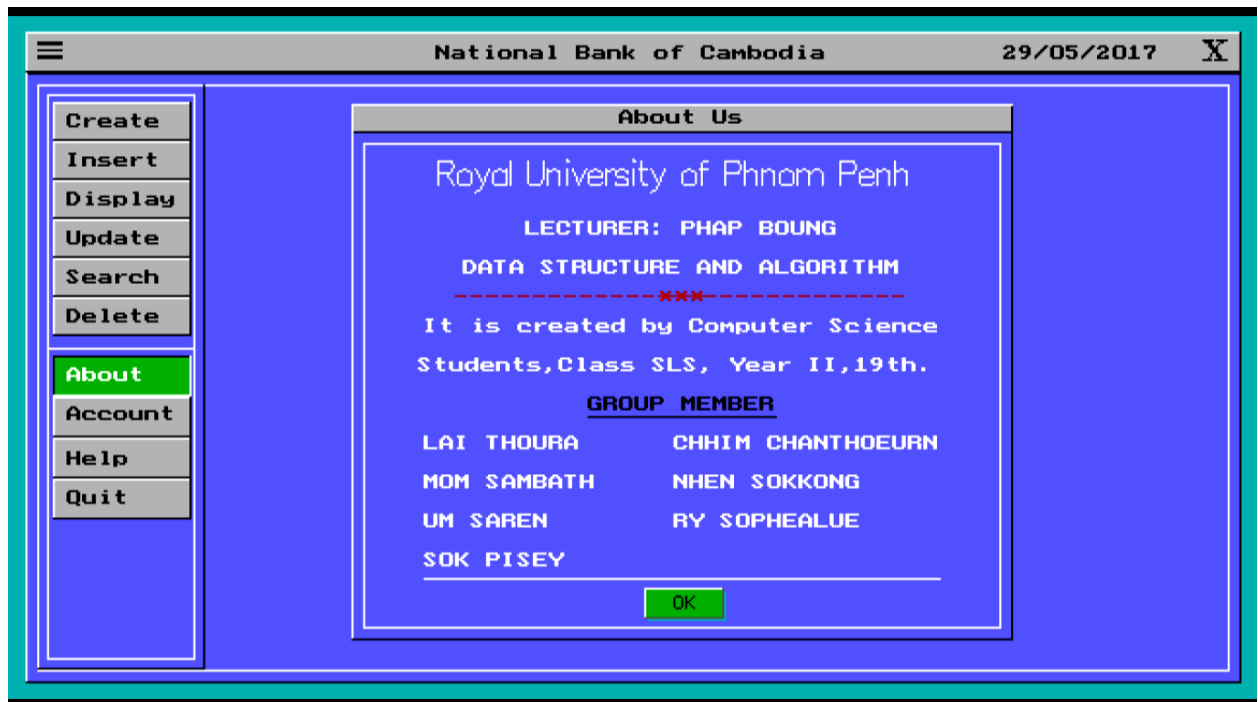 National Bank of Cambodia 29/05/2017 X
Create
Insert
Display
Update
Search
Delete
About
Account
Help
Quit
About Us
Royal University of Phnom Penh
LECTURER: PHAP BOUNG
DATA STRUCTURE AND ALGORITHM
-------------xxx-------------
It is created by Computer Science
Students,Class SLS, Year II,19th.
GROUP MEMBER
LAI THOURA CHHIM CHANTHOEURN
MOM SAMBATH NHEN SOKKONG
UM SAREN RY SOPHEALUE
SOK PISEY
OK